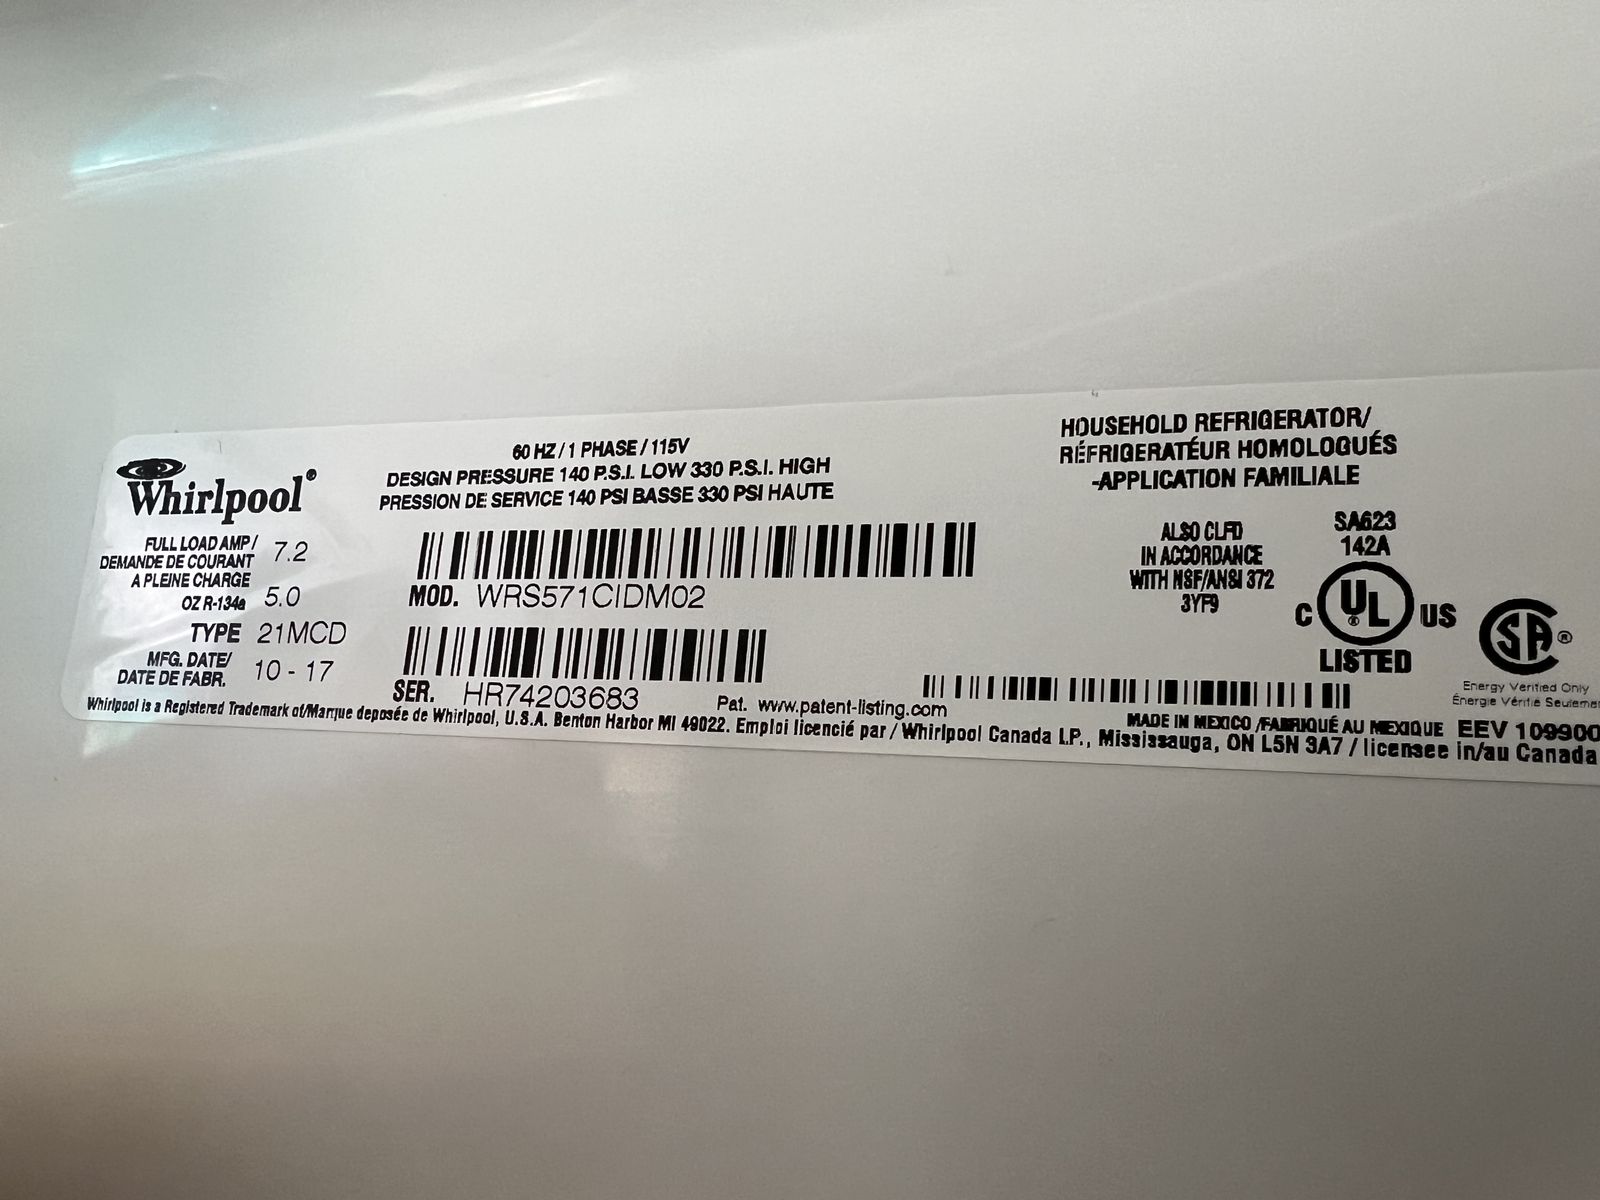 Whirlpool®
FULL LOAD AMP/
DEMANDE DE COURANT
A PLEINE CHARGE
7.2
OZ R-134a 5.0
TYPE 21MCD
MFG. DATE/
DATE DE FABR.
10 - 17
60 HZ / 1 PHASE / 115V
DESIGN PRESSURE 140 P.S.I. LOW 330 P.S.I. HIGH
PRESSION DE SERVICE 140 PSI BASSE 330 PSI HAUTE
MOD. WRS571CIDM02
SER. HR74203683
Pat. www.patent-listing.com
HOUSEHOLD REFRIGERATOR/
RÉFRIGERATÉUR HOMOLOGUÉS
-APPLICATION FAMILIALE
ALSO CLFD
IN ACCORDANCE
WITH NSF/ANSI 372
3YF9
SA623
142A
C UL ® US
LISTED
SA ®
Energy Verified Only
Énergie Vérifié
MADE IN MEXICO /FABRIQUÉ AU MEXIQUE EEV 109900
Whirlpool is a Registered Trademark of/Marque deposée de Whirlpool, U.S.A. Benton Harbor MI 49022. Emploi licencié par / Whirlpool Canada L.P., Mississauga, ON L5N 3A7 / licensee in/au Canada